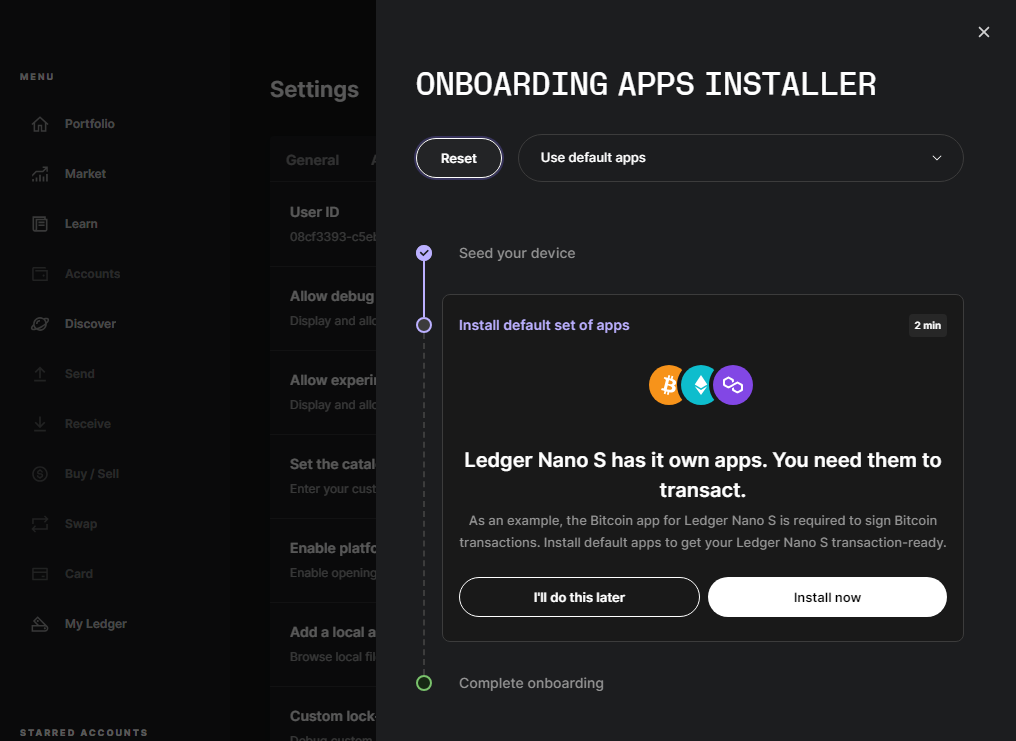 MENU
Portfolio
Market
Learn
Accounts
Discover
Send
Receive
Buy / Sell
Swap
Card
My Ledger
STARRED ACCOUNTS
Settings
General
User ID
08cf3393-c5eb
Allow debug
Display and allo
Allow experi
Display and allo
Set the catal
Enter your cust
Enable platfo
Enable opening
Add a local a
Browse local fil
Custom lock-
Debug custom
ONBOARDING APPS INSTALLER
Reset
Use default apps
Seed your device
Install default set of apps
2 min
Ledger Nano S has it own apps. You need them to
transact.
As an example, the Bitcoin app for Ledger Nano S is required to sign Bitcoin
transactions. Install default apps to get your Ledger Nano S transaction-ready.
I'll do this later
Install now
Complete onboarding